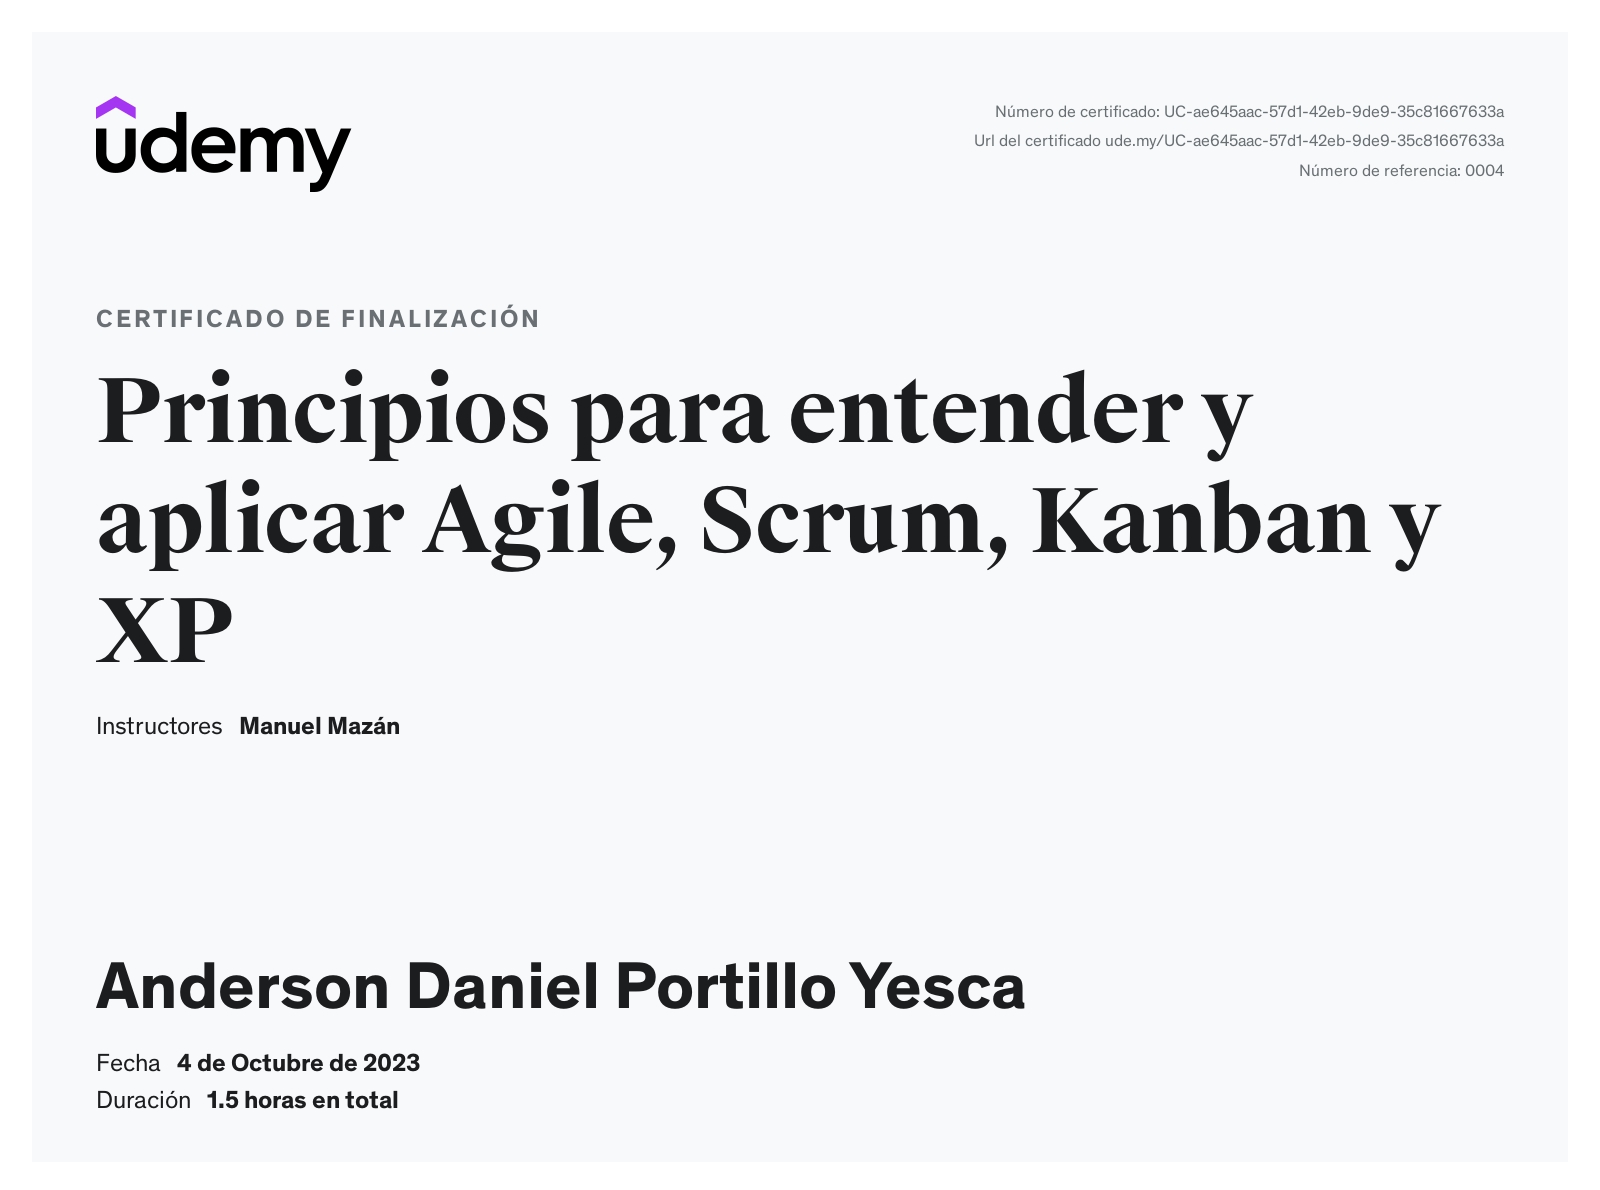 udemy
Número de certificado: UC-ae645aac-57d1-42eb-9de9-35c81667633a
Url del certificado ude.my/UC-ae645aac-57d1-42eb-9de9-35c81667633a
Número de referencia: 0004
CERTIFICADO DE FINALIZACIÓN
Principios para entender y
aplicar Agile, Scrum, Kanban y
XP
Instructores Manuel Mazán
Anderson Daniel Portillo Yesca
Fecha 4 de Octubre de 2023
Duración 1.5 horas en total